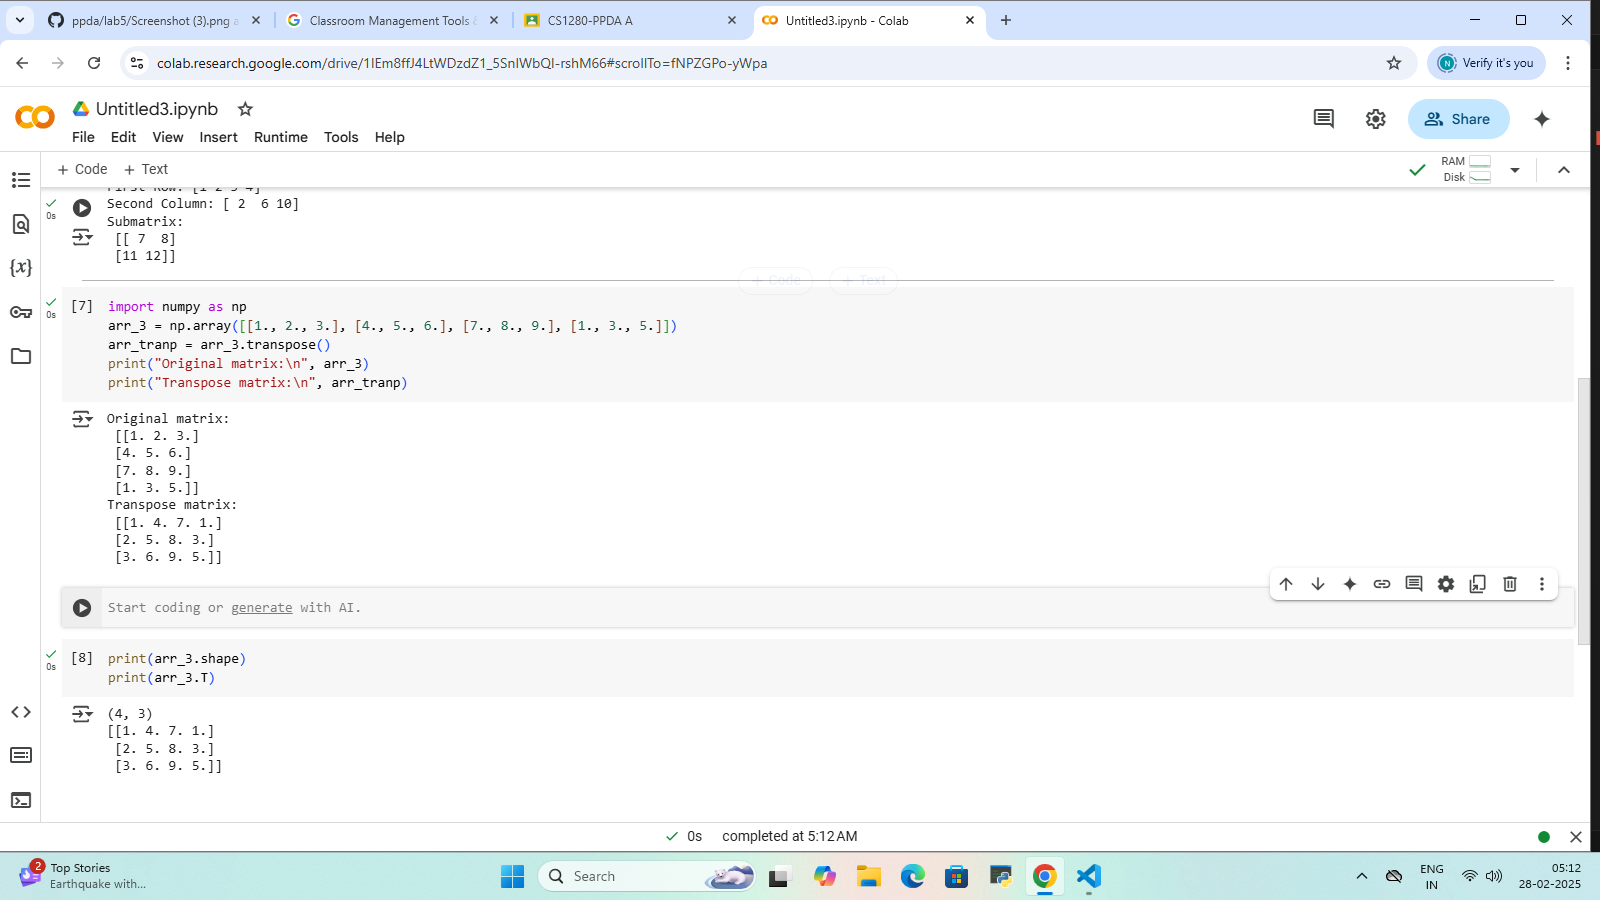 ppda/lab5/Screenshot (3).png
Classroom Management Tools
CS1280-PPDA A
Untitled3.ipynb - Colab
colab.research.google.com/drive/1IEm8ffJ4LtWDzdZ1_5SnlWbQl-rshM66#scrollTo=fNPZGPo-yWpa
Verify it's you
Untitled3.ipynb
File Edit View Insert Runtime Tools Help
Share
+ Code + Text
RAM
Disk
First Row: [1 2 3 4]
0s
Second Column: [ 2  6 10]
Submatrix:
[[ 7  8]
[11 12]]
+ Code + Text
0s
[7] import numpy as np
arr_3 = np.array([[1., 2., 3.], [4., 5., 6.], [7., 8., 9.], [1., 3., 5.]])
arr_tranp = arr_3.transpose()
print("Original matrix:\n", arr_3)
print("Transpose matrix:\n", arr_tranp)
Original matrix:
[[1. 2. 3.]
[4. 5. 6.]
[7. 8. 9.]
[1. 3. 5.]]
Transpose matrix:
[[1. 4. 7. 1.]
[2. 5. 8. 3.]
[3. 6. 9. 5.]]
Start coding or generate with AI.
0s
[8] print(arr_3.shape)
print(arr_3.T)
(4, 3)
[[1. 4. 7. 1.]
[2. 5. 8. 3.]
[3. 6. 9. 5.]]
0s completed at 5:12 AM
2
Top Stories
Earthquake with...
Search
ENG
IN
05:12
28-02-2025